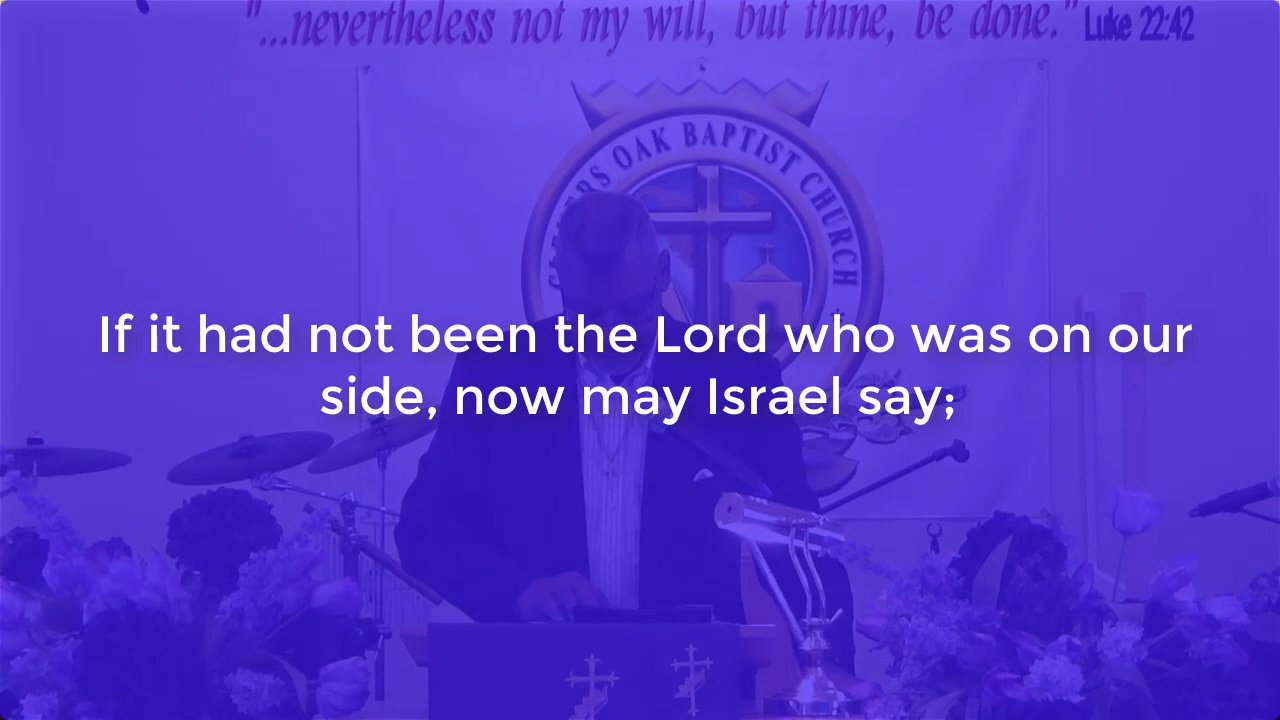 "...nevertheless not my will, but thine, be done." Luke 22:42
OAK BAPTIST CHURCH
If it had not been the Lord who was on our
side, now may Israel say;